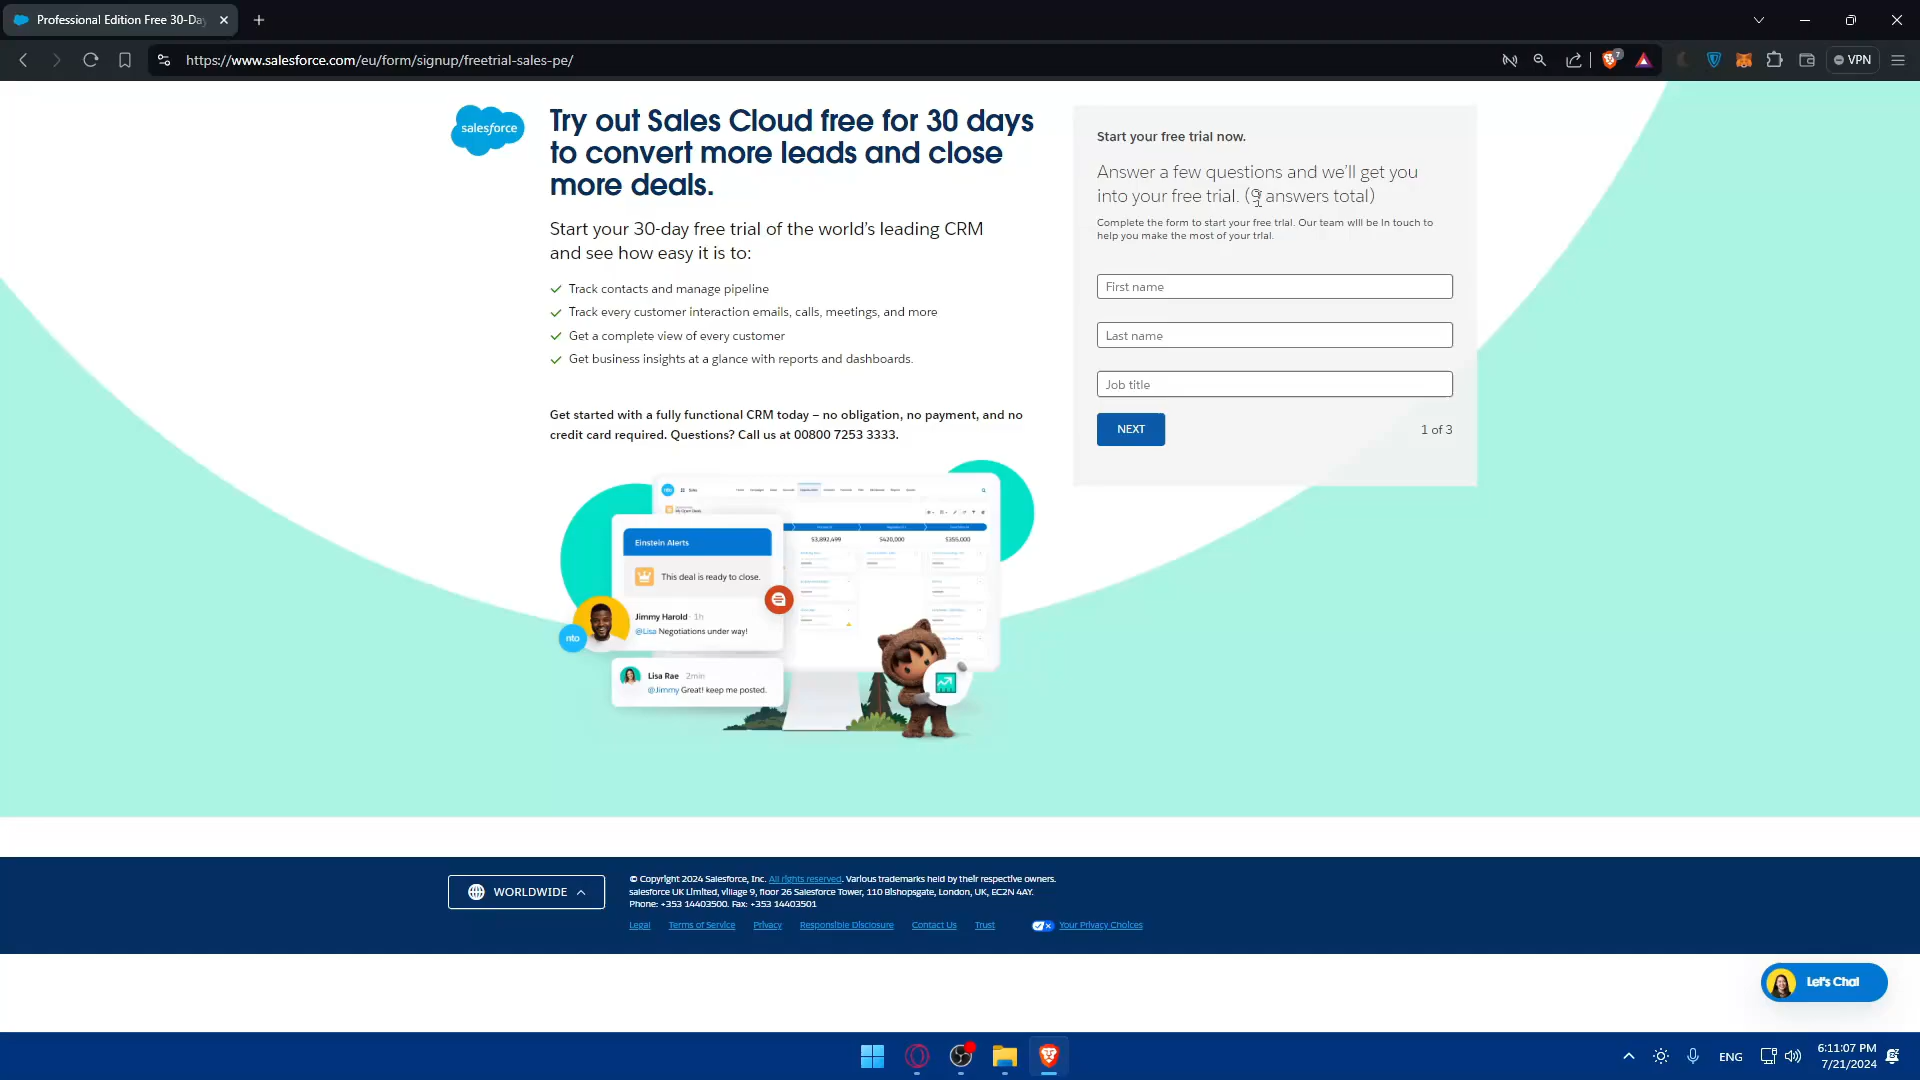 Professional Edition Free 30-Da
https://www.salesforce.com/eu/form/signup/freetrial-sales-pe/
7
VPN
salesforce
Try out Sales Cloud free for 30 days
to convert more leads and close
more deals.
Start your 30-day free trial of the world's leading CRM
and see how easy it is to:
Track contacts and manage pipeline
Track every customer interaction emails, calls, meetings, and more
Get a complete view of every customer
Get business insights at a glance with reports and dashboards.
Get started with a fully functional CRM today – no obligation, no payment, and no
credit card required. Questions? Call us at 00800 7253 3333.
Start your free trial now.
Answer a few questions and we'll get you
into your free trial. (9 answers total)
Complete the form to start your free trial. Our team will be in touch to
help you make the most of your trial.
First name
Last name
Job title
NEXT
1 of 3
nto
Sales
$3,892,499
$420,000
$355,000
Einstein Alerts
This deal is ready to close.
Jimmy Harold · 1h
@Lisa Negotiations under way!
nto
Lisa Rae 2min
@Jimmy Great! keep me posted.
WORLDWIDE
© Copyright 2024 Salesforce, Inc. All rights reserved. Various trademarks held by their respective owners.
salesforce UK Limited, village 9, floor 26 Salesforce Tower, 110 Bishopsgate, London, UK, EC2N 4AY.
Phone: +353 14403500. Fax: +353 14403501
Legal Terms of Service Privacy Responsible Disclosure Contact Us Trust Your Privacy Choices
Let's Chat
ENG
6:11:07 PM
7/21/2024